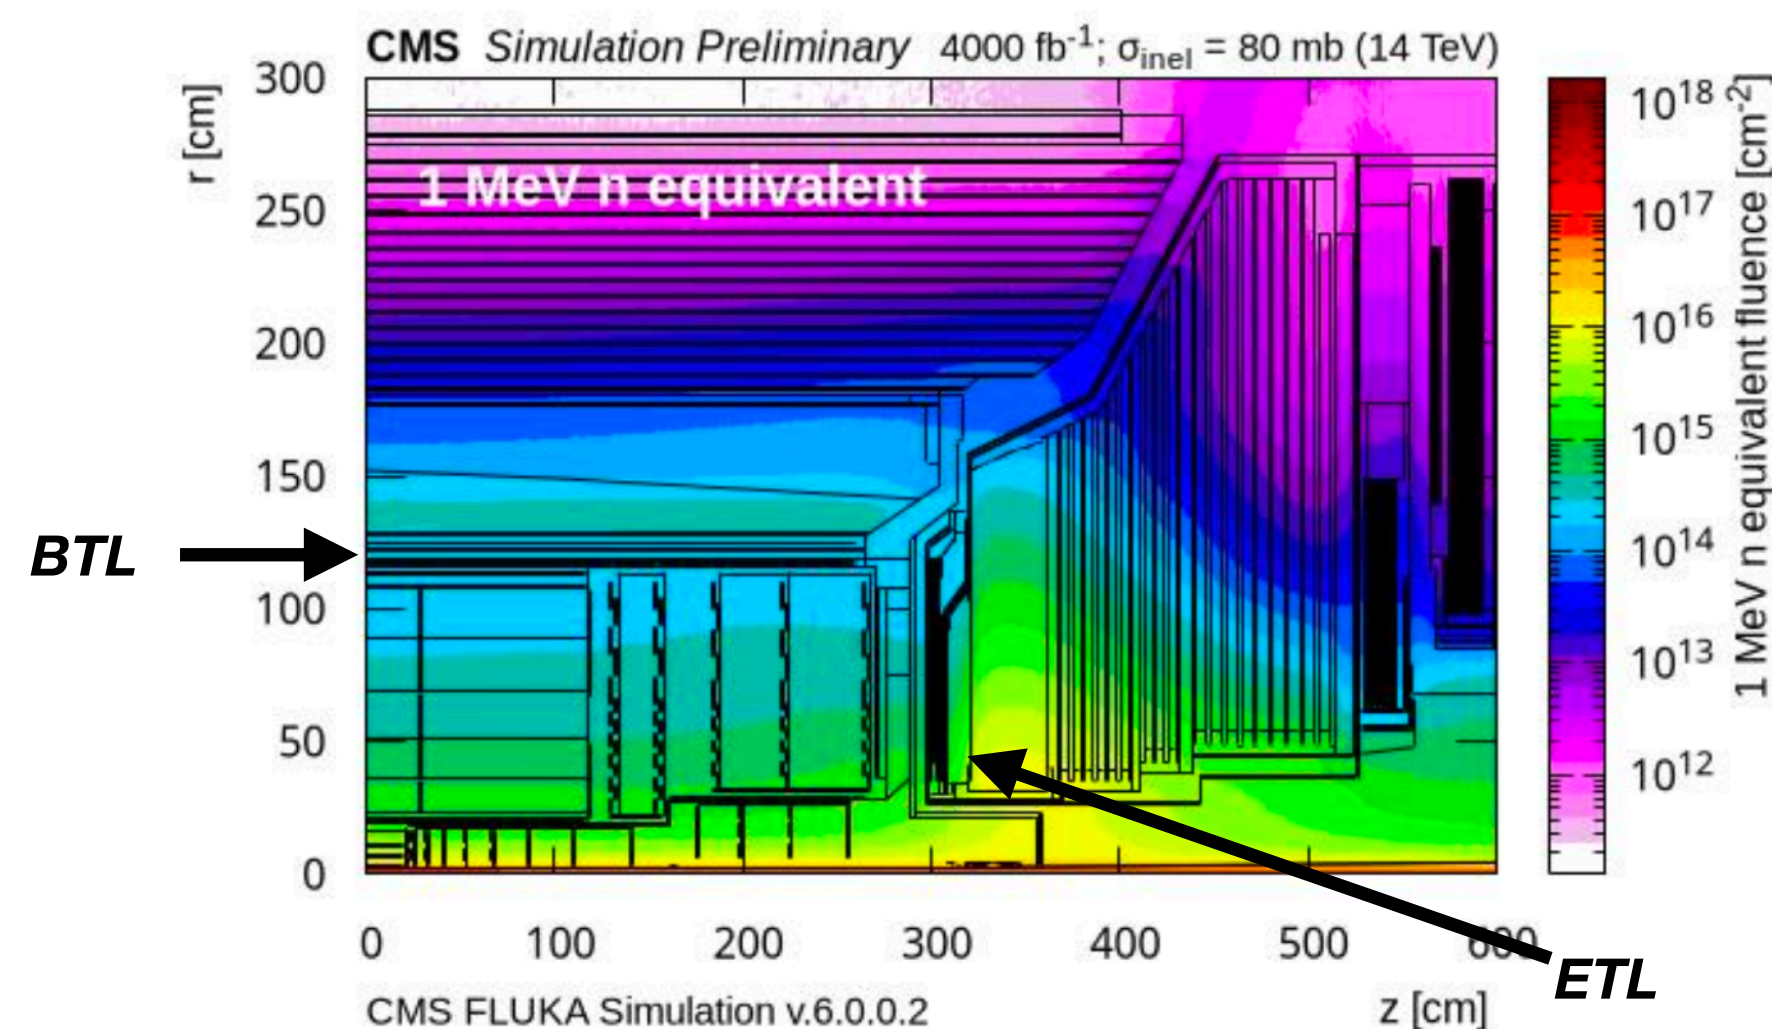 CMS Simulation Preliminary 4000 fb⁻¹; σinel = 80 mb (14 TeV)
r [cm]
300
250
200
150
100
50
0
1 MeV n equivalent
BTL
0 100 200 300 400 500 600
z [cm]
ETL
CMS FLUKA Simulation v.6.0.0.2
10¹⁸
10¹⁷
10¹⁶
10¹⁵
10¹⁴
10¹³
10¹²
1 MeV n equivalent fluence [cm⁻²]